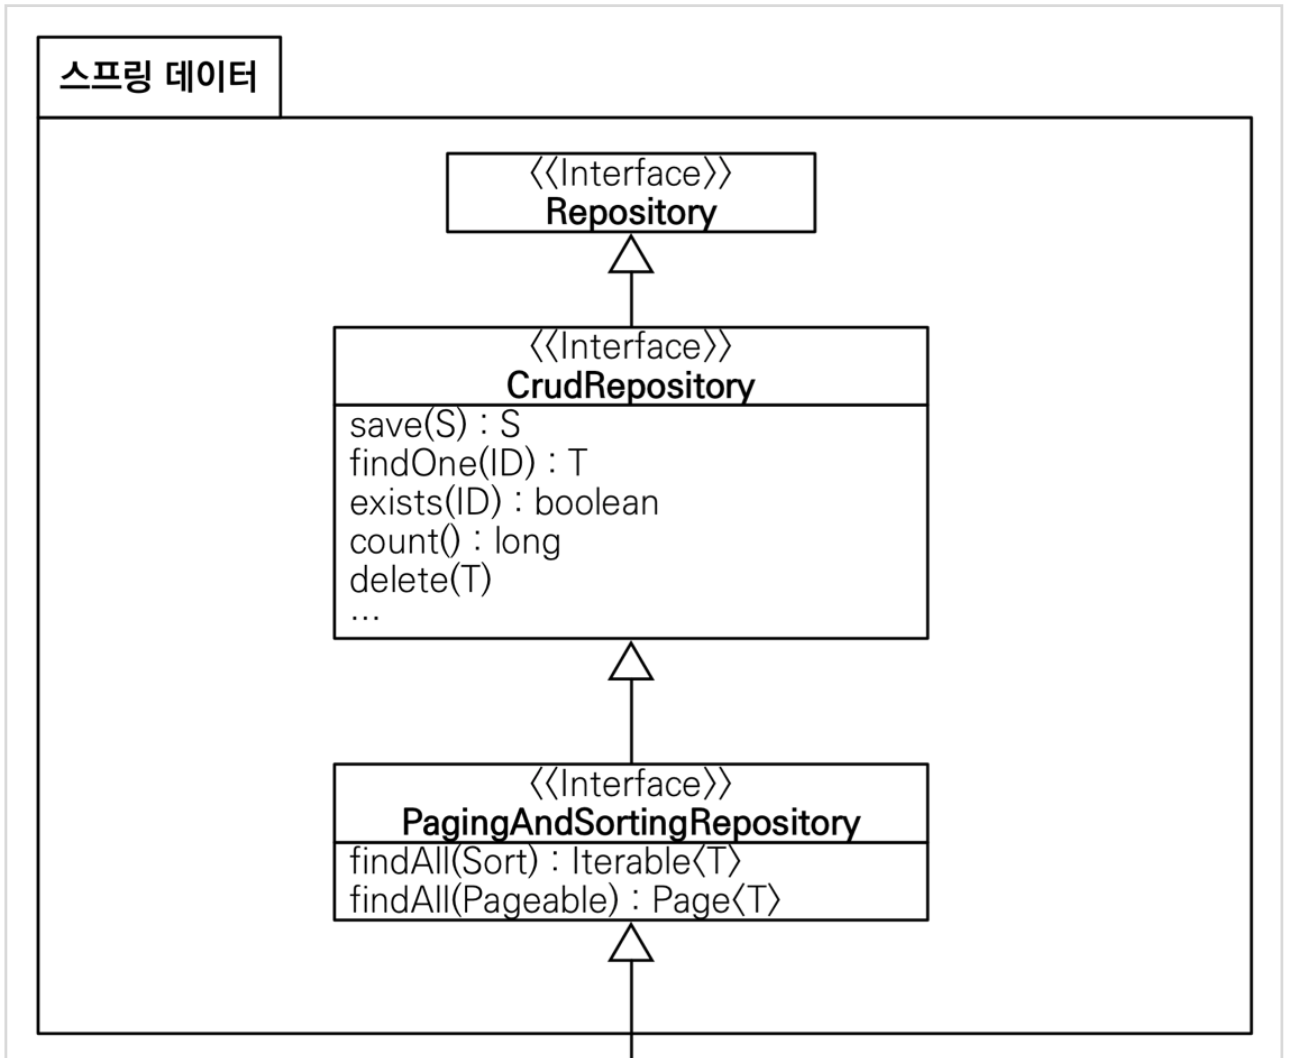 스프링 데이터
〈〈Interface〉〉
Repository
〈〈Interface〉〉
CrudRepository
save(S) : S
findOne(ID) : T
exists(ID) : boolean
count() : long
delete(T)
...
〈〈Interface〉〉
PagingAndSortingRepository
findAll(Sort) : Iterable〈T〉
findAll(Pageable) : Page〈T〉